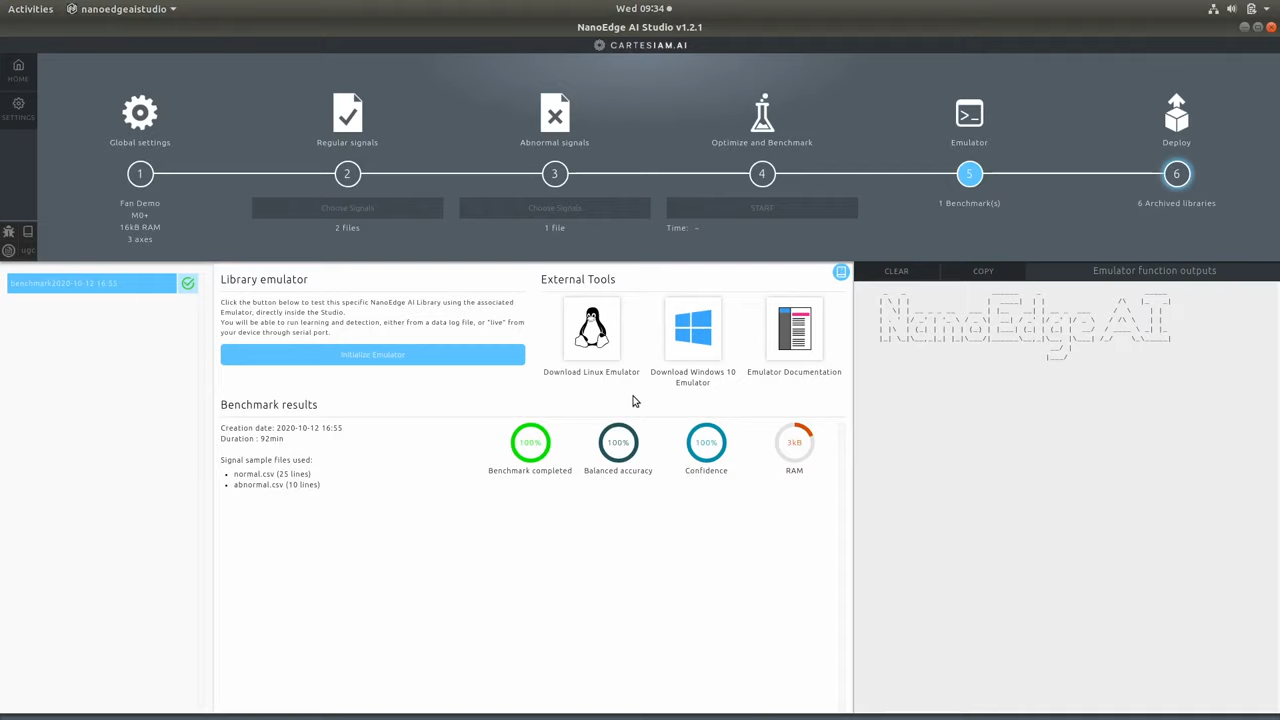 Activities nanoedgeaistudio Wed 09:34
NanoEdge AI Studio v1.2.1
CARTESIAM.AI
HOME
SETTINGS
ugc
Global settings
1
Fan Demo
M0+
16kB RAM
3 axes
Regular signals
2
Choose Signals
2 files
Abnormal signals
3
Choose Signals
1 file
Optimize and Benchmark
4
START
Time: -
Emulator
5
1 Benchmark(s)
Deploy
6
6 Archived libraries
benchmark2020-10-12 16:55
Library emulator
Click the button below to test this specific NanoEdge AI Library using the associated
Emulator, directly inside the Studio.
You will be able to run learning and detection, either from a data log file, or "live" from
your device through serial port.
Initialize Emulator
External Tools
Download Linux Emulator
Download Windows 10
Emulator
Emulator Documentation
Benchmark results
Creation date: 2020-10-12 16:55
Duration : 92min
Signal sample files used:
normal.csv (25 lines)
abnormal.csv (10 lines)
100%
Benchmark completed
100%
Balanced accuracy
100%
Confidence
3kB
RAM
CLEAR COPY Emulator function outputs
NanoEdge AI